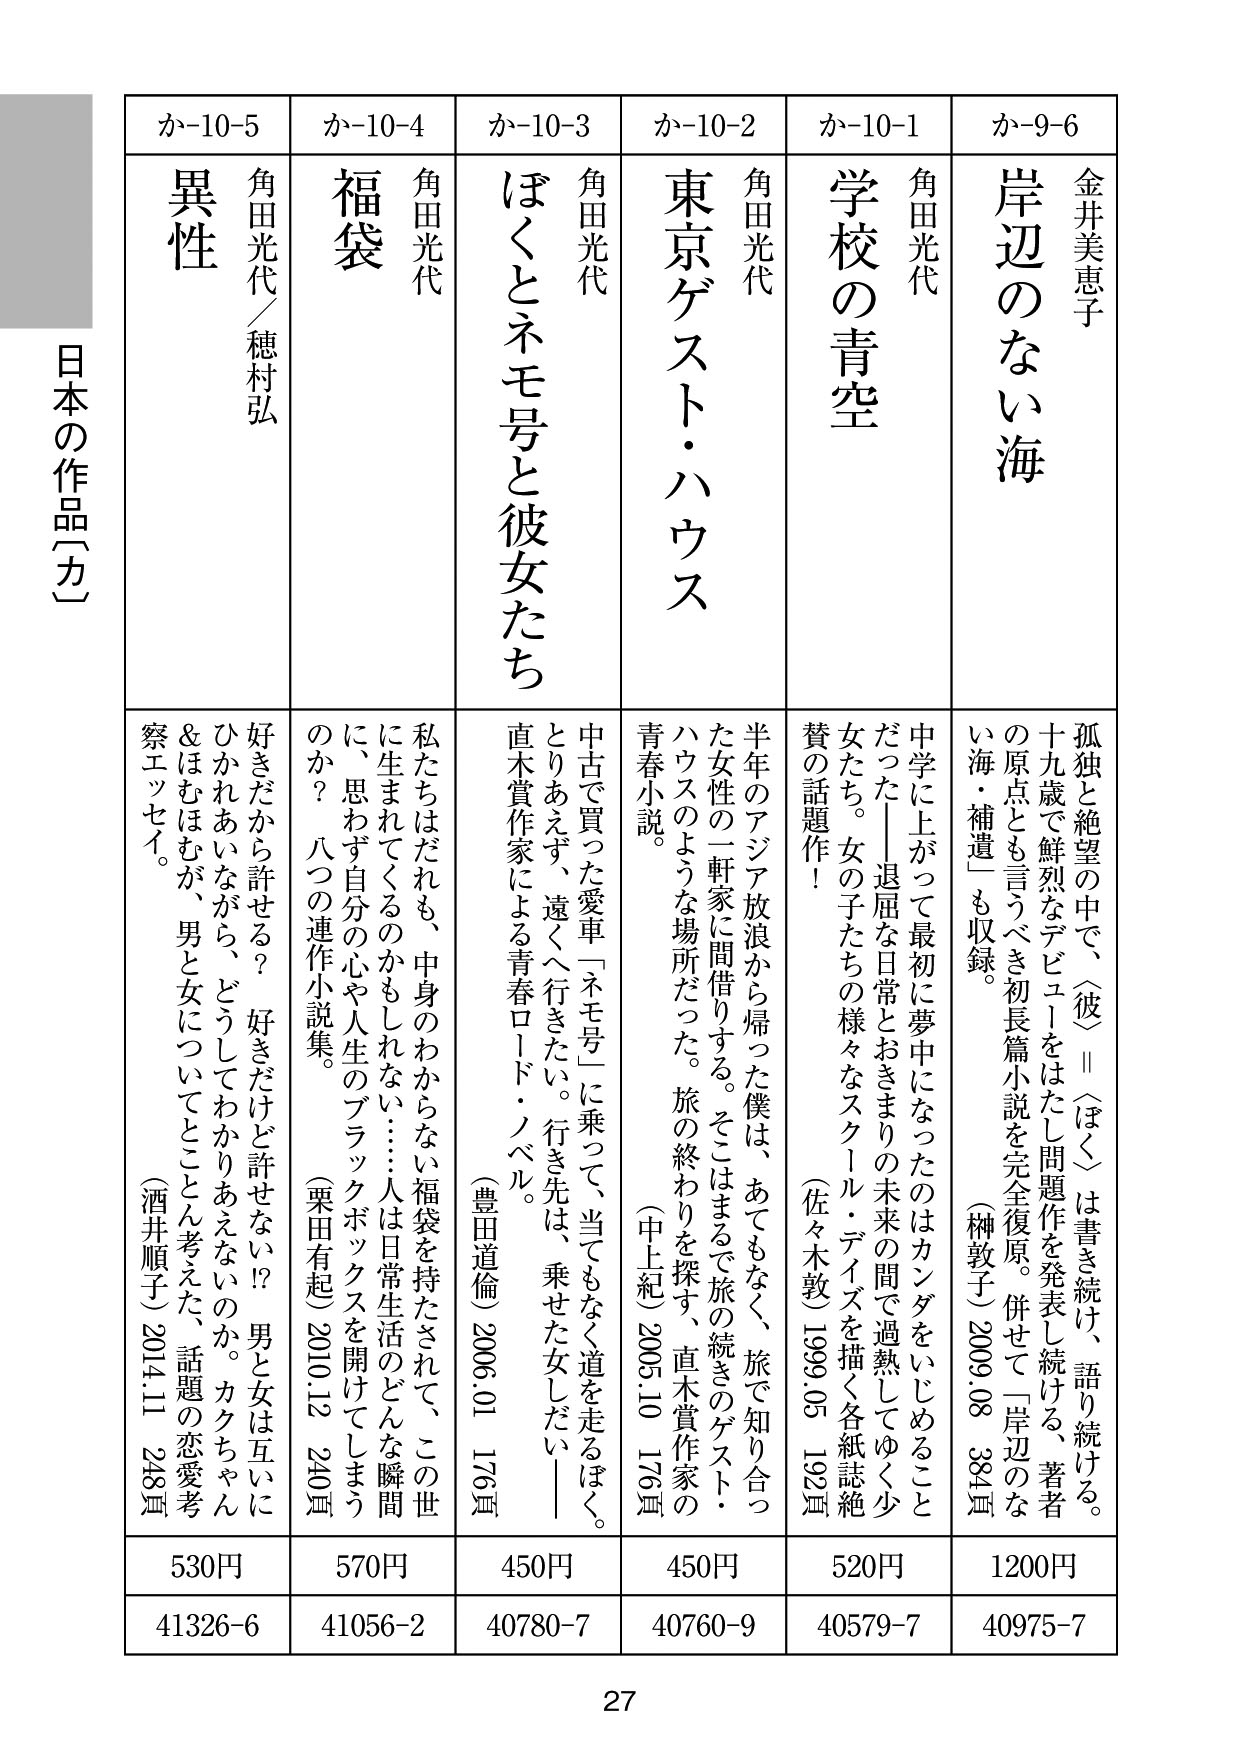 か-9-6
金井美恵子
岸辺のない海
孤独と絶望の中で、〈彼〉＝〈ぼく〉は書き続け、語り続ける。
十九歳で鮮烈なデビューをはたし問題作を発表し続ける、著者
の原点とも言うべき初長篇小説を完全復原。併せて「岸辺のな
い海・補遺」も収録。
（榊敦子）2009.08　384頁
1200円
40975-7
か-10-1
角田光代
学校の青空
中学に上がって最初に夢中になったのはカンダをいじめること
だった――退屈な日常とおきまりの未来の間で過熱してゆく少
女たち。女の子たちの様々なスクール・デイズを描く各紙誌絶
賛の話題作！
（佐々木敦）1999.05　192頁
520円
40579-7
か-10-2
角田光代
東京ゲスト・ハウス
半年のアジア放浪から帰った僕は、あてもなく、旅で知り合っ
た女性の一軒家に間借りする。そこはまるで旅の続きのゲスト・
ハウスのような場所だった。旅の終わりを探す、直木賞作家の
青春小説。
（中上紀）2005.10　176頁
450円
40760-9
か-10-3
角田光代
ぼくとネモ号と彼女たち
中古で買った愛車「ネモ号」に乗って、当てもなく道を走るぼく。
とりあえず、遠くへ行きたい。行き先は、乗せた女しだい――
直木賞作家による青春ロード・ノベル。
（豊田道倫）2006.01　176頁
450円
40780-7
か-10-4
角田光代
福袋
私たちはだれも、中身のわからない福袋を持たされて、この世
に生まれてくるのかもしれない……人は日常生活のどんな瞬間
に、思わず自分の心や人生のブラックボックスを開けてしまう
のか？　八つの連作小説集。
（栗田有起）2010.12　240頁
570円
41056-2
か-10-5
角田光代／穂村弘
異性
好きだから許せる？　好きだけど許せない!?　男と女は互いに
ひかれあいながら、どうしてわかりあえないのか。カクちゃん
＆ほむほむが、男と女についてとことん考えた、話題の恋愛考
察エッセイ。
（酒井順子）2014.11　248頁
530円
41326-6
日本の作品〔カ〕
27